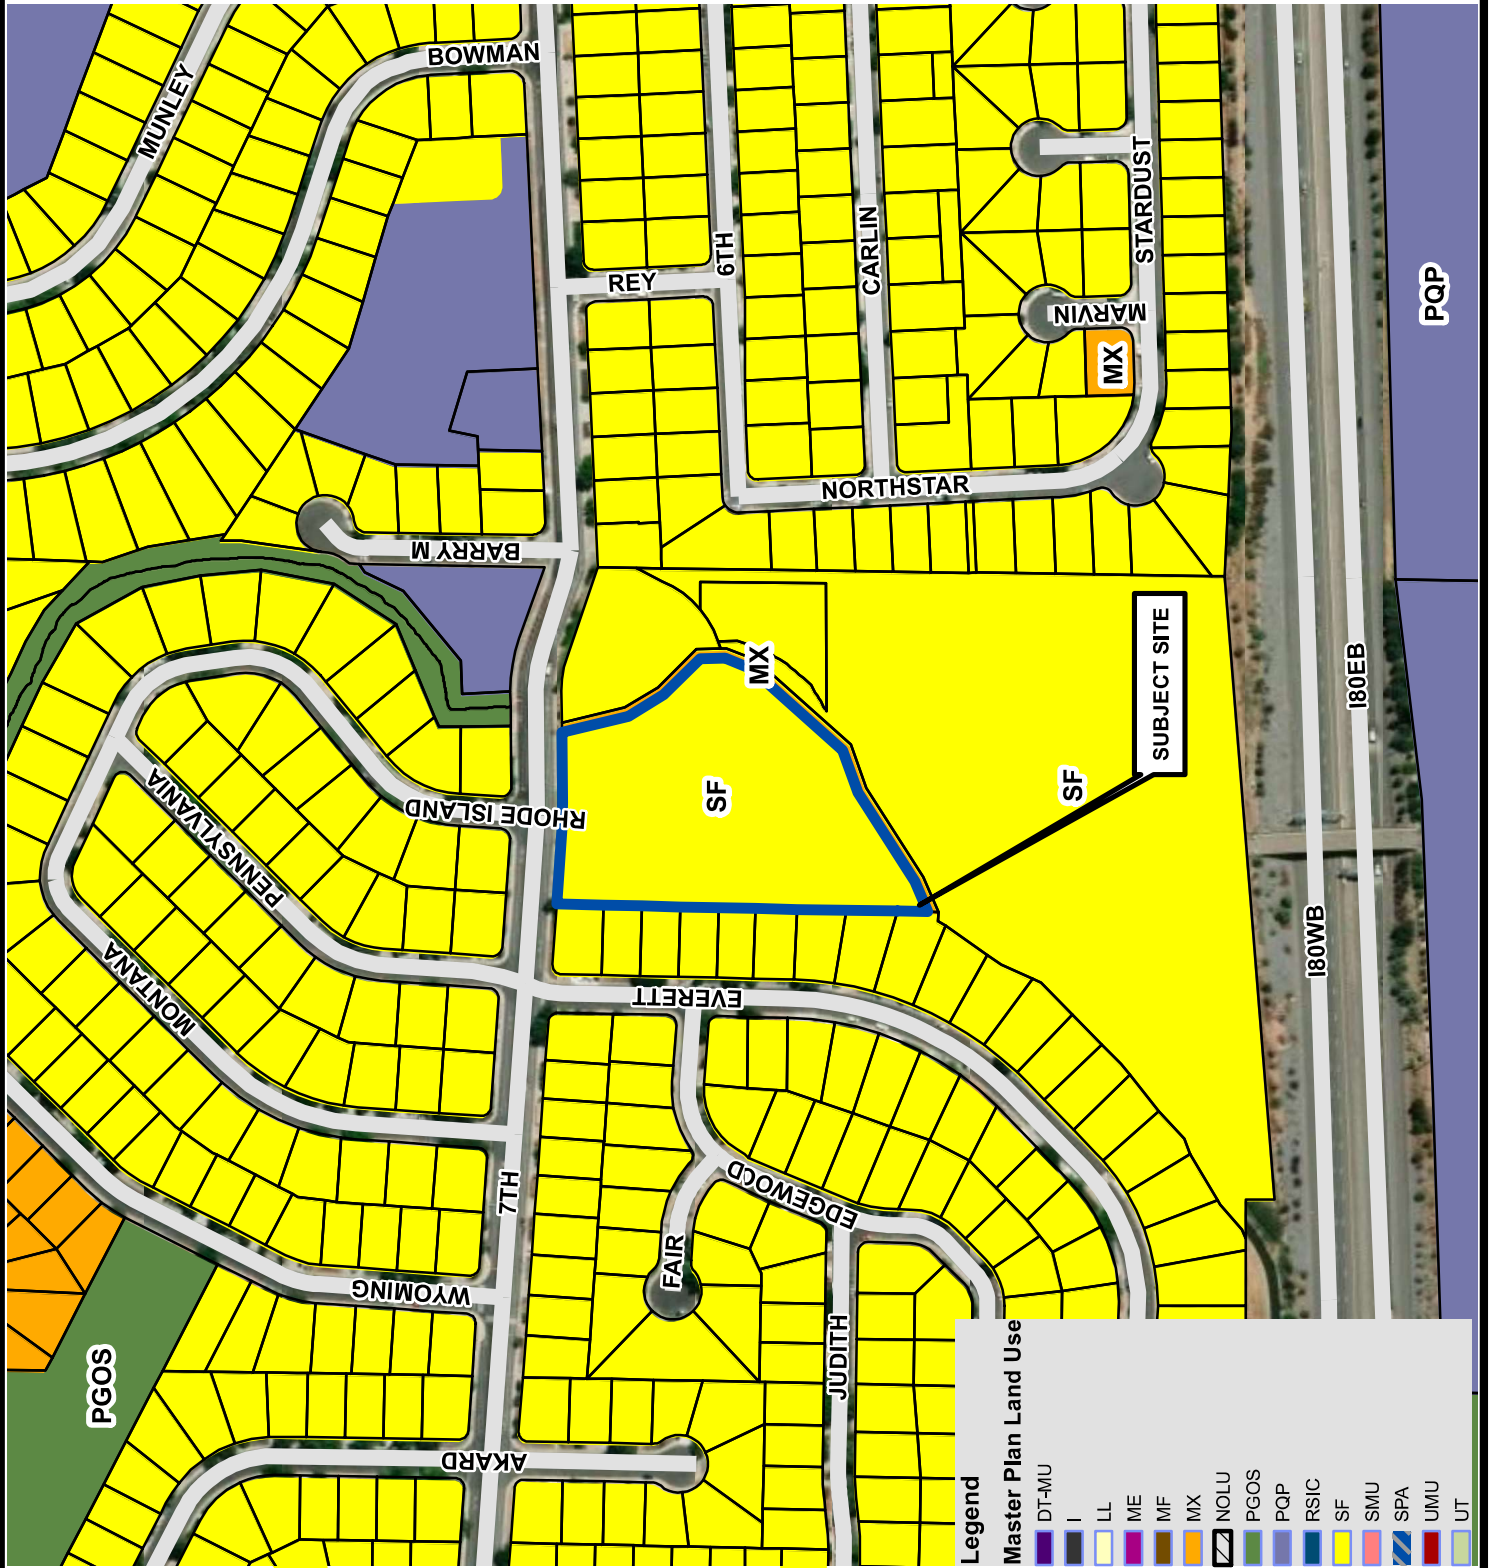 MUNLEY
BOWMAN
6TH
REY
CARLIN
STARDUST
MARVIN
MX
PQP
NORTHSTAR
BARRY M
MX
SUBJECT SITE
SF
SF
I80EB
I80WB
RHODE ISLAND
PENNSYLVANIA
MONTANA
EVERETT
EDGEWOOD
7TH
FAIR
WYOMING
JUDITH
PGOS
AKARD
Legend
Master Plan Land Use
DT-MU
I
LL
ME
MF
MX
NOLU
PGOS
PQP
RSIC
SF
SMU
SPA
UMU
UT